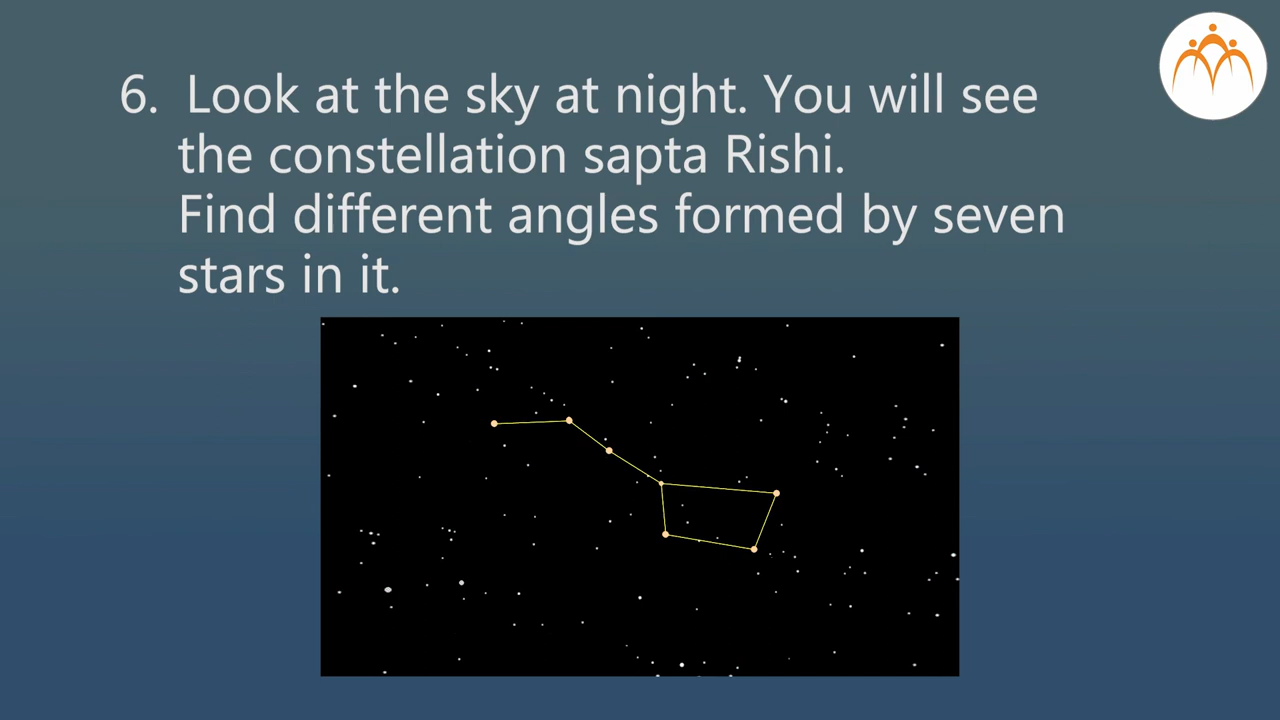 6. Look at the sky at night. You will see
the constellation sapta Rishi.
Find different angles formed by seven
stars in it.